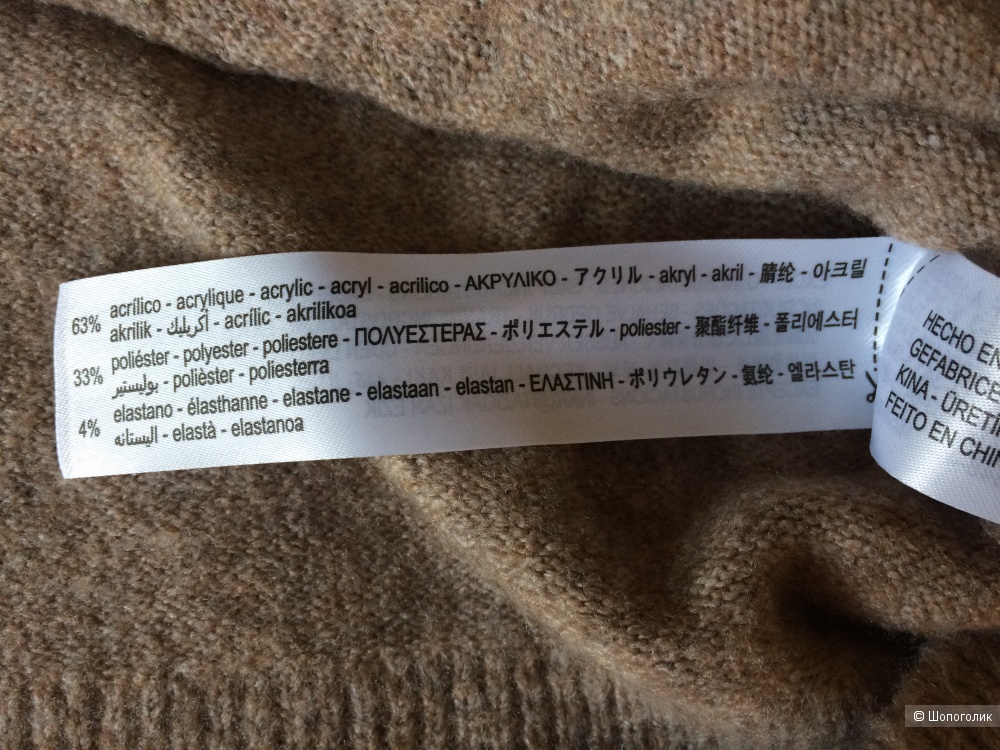 63% acrílico - acrylique - acrylic - acryl - acrilico - ΑΚΡΥΛΙΚΟ - アクリル - akryl - akril - 腈纶 - 아크릴
akrilik - أكريليك - acrílic - akrilikoa
33% poliéster - polyester - poliestere - ΠΟΛΥΕΣΤΕΡΑΣ - ポリエステル - poliester - 聚酯纤维 - 폴리에스터
بوليستير - polièster - poliesterra
4% elastano - élasthanne - elastane - elastaan - elastan - ΕΛΑΣΤΙΝΗ - ポリウレタン - 氨纶 - 엘라스탄
اليستانه - elastà - elastanoa
HECHO EN
GEFABRICE
KINA - ÜRETİ
FEITO EN CHIN
© Шопоголик